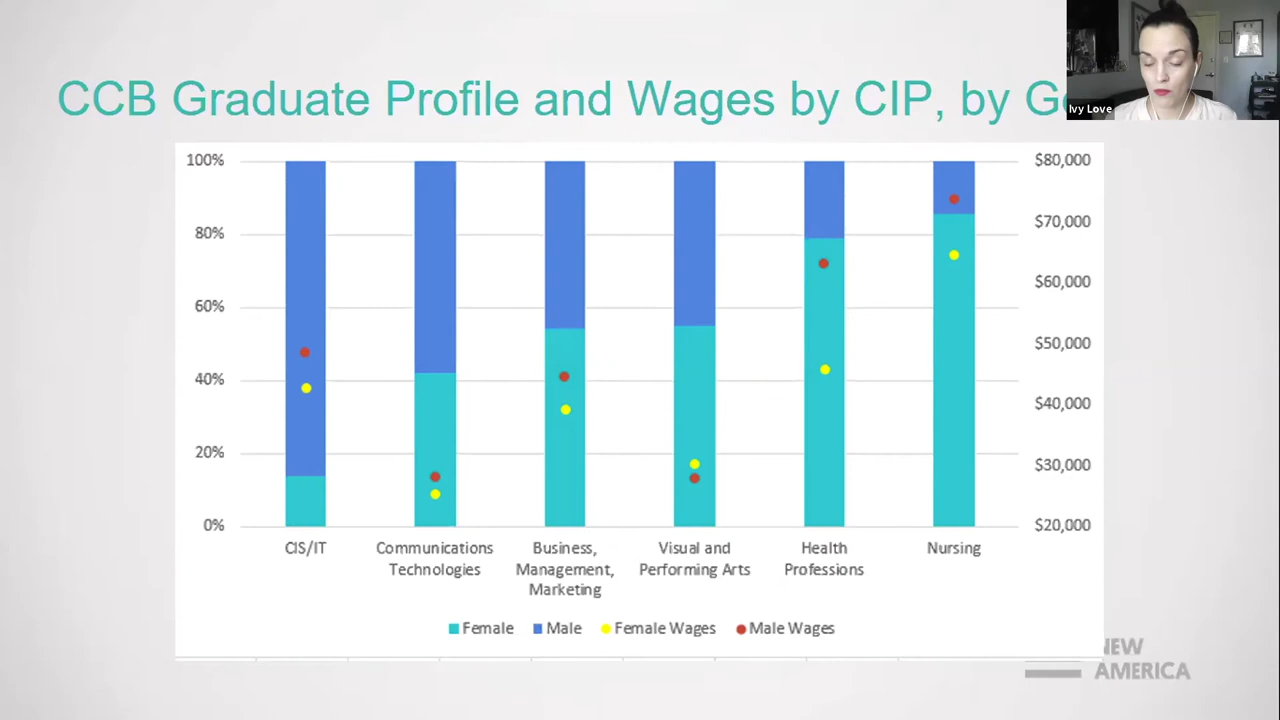 CCB Graduate Profile and Wages by CIP, by G
Ivy Love
100%
80%
60%
40%
20%
0%
$80,000
$70,000
$60,000
$50,000
$40,000
$30,000
$20,000
CIS/IT
Communications
Technologies
Business,
Management,
Marketing
Visual and
Performing Arts
Health
Professions
Nursing
Female Male Female Wages Male Wages
NEW
AMERICA